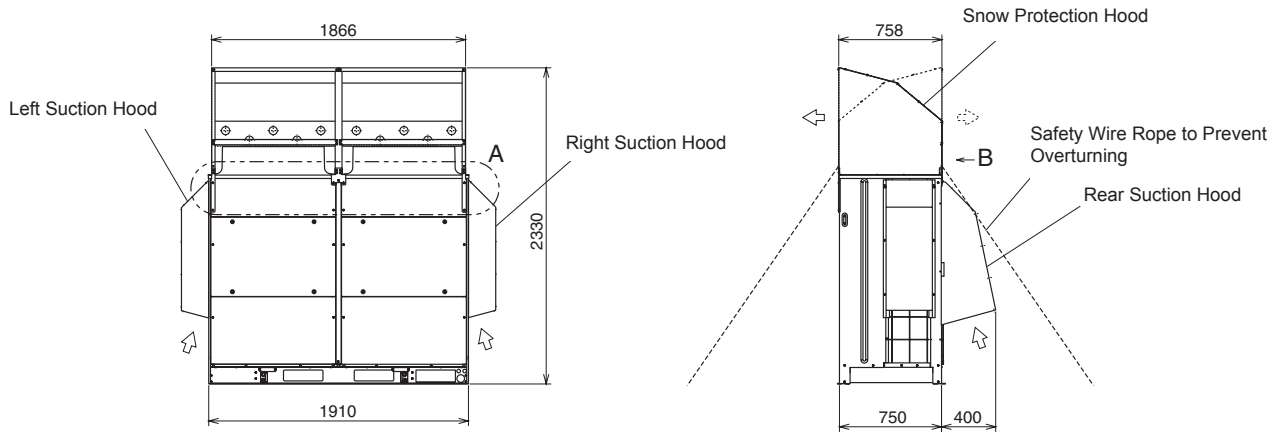 1866
758
Snow Protection Hood
Left Suction Hood
Right Suction Hood
A
B
Safety Wire Rope to Prevent
Overturning
Rear Suction Hood
2330
1910
750
400